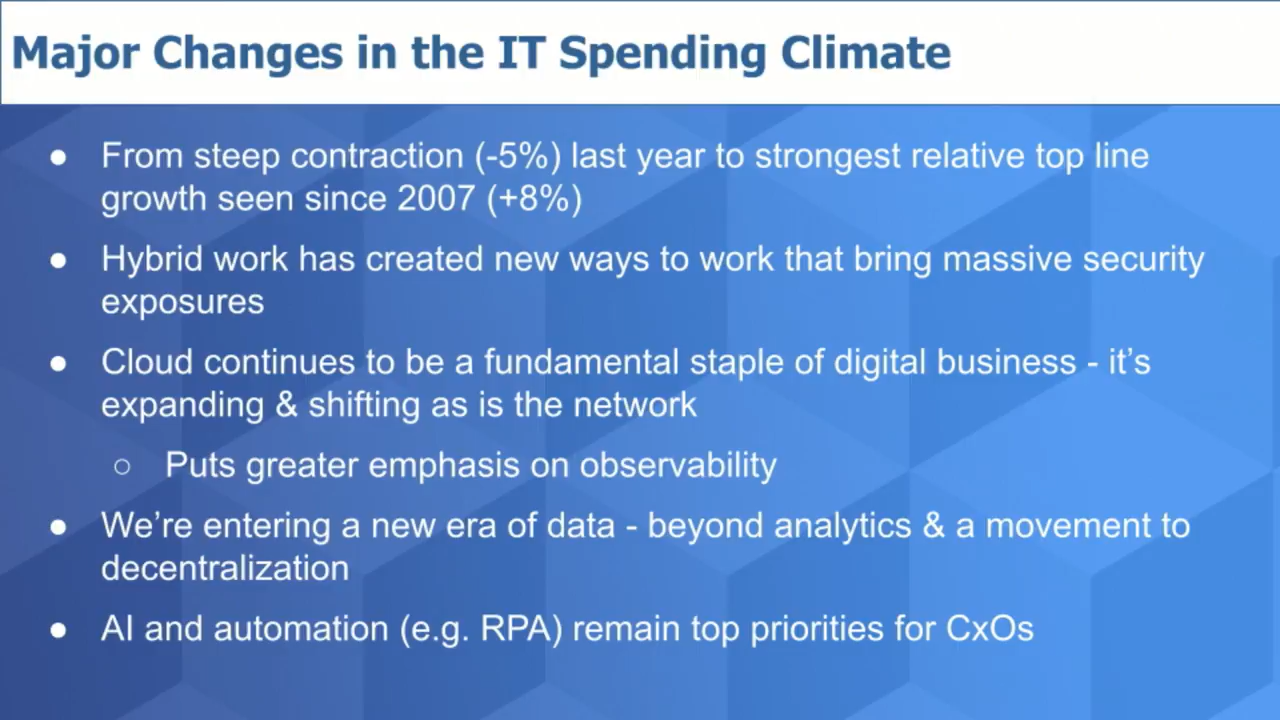 Major Changes in the IT Spending Climate
● From steep contraction (-5%) last year to strongest relative top line
growth seen since 2007 (+8%)
● Hybrid work has created new ways to work that bring massive security
exposures
● Cloud continues to be a fundamental staple of digital business - it’s
expanding & shifting as is the network
○ Puts greater emphasis on observability
● We’re entering a new era of data - beyond analytics & a movement to
decentralization
● AI and automation (e.g. RPA) remain top priorities for CxOs